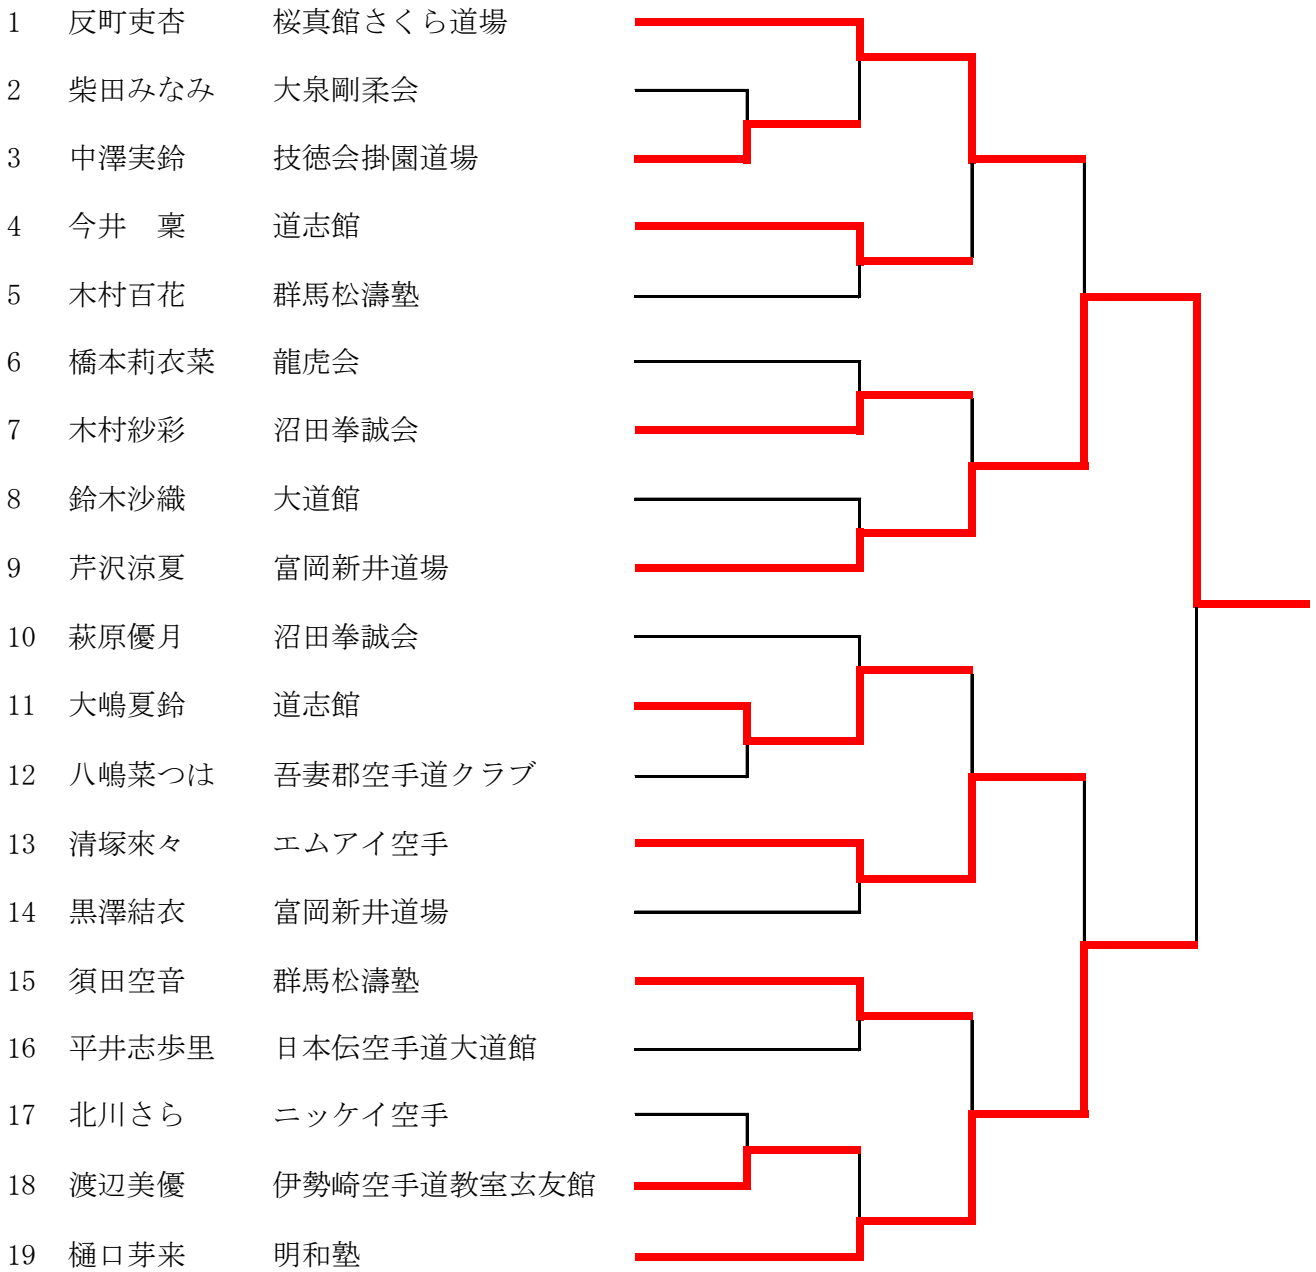 1 反町吏杏 桜真館さくら道場
2 柴田みなみ 大泉剛柔会
3 中澤実鈴 技徳会掛園道場
4 今井　稟 道志館
5 木村百花 群馬松濤塾
6 橋本莉衣菜 龍虎会
7 木村紗彩 沼田拳誠会
8 鈴木沙織 大道館
9 芹沢涼夏 富岡新井道場
10 萩原優月 沼田拳誠会
11 大嶋夏鈴 道志館
12 八嶋菜つは 吾妻郡空手道クラブ
13 清塚來々 エムアイ空手
14 黒澤結衣 富岡新井道場
15 須田空音 群馬松濤塾
16 平井志歩里 日本伝空手道大道館
17 北川さら ニッケイ空手
18 渡辺美優 伊勢崎空手道教室玄友館
19 樋口芽来 明和塾